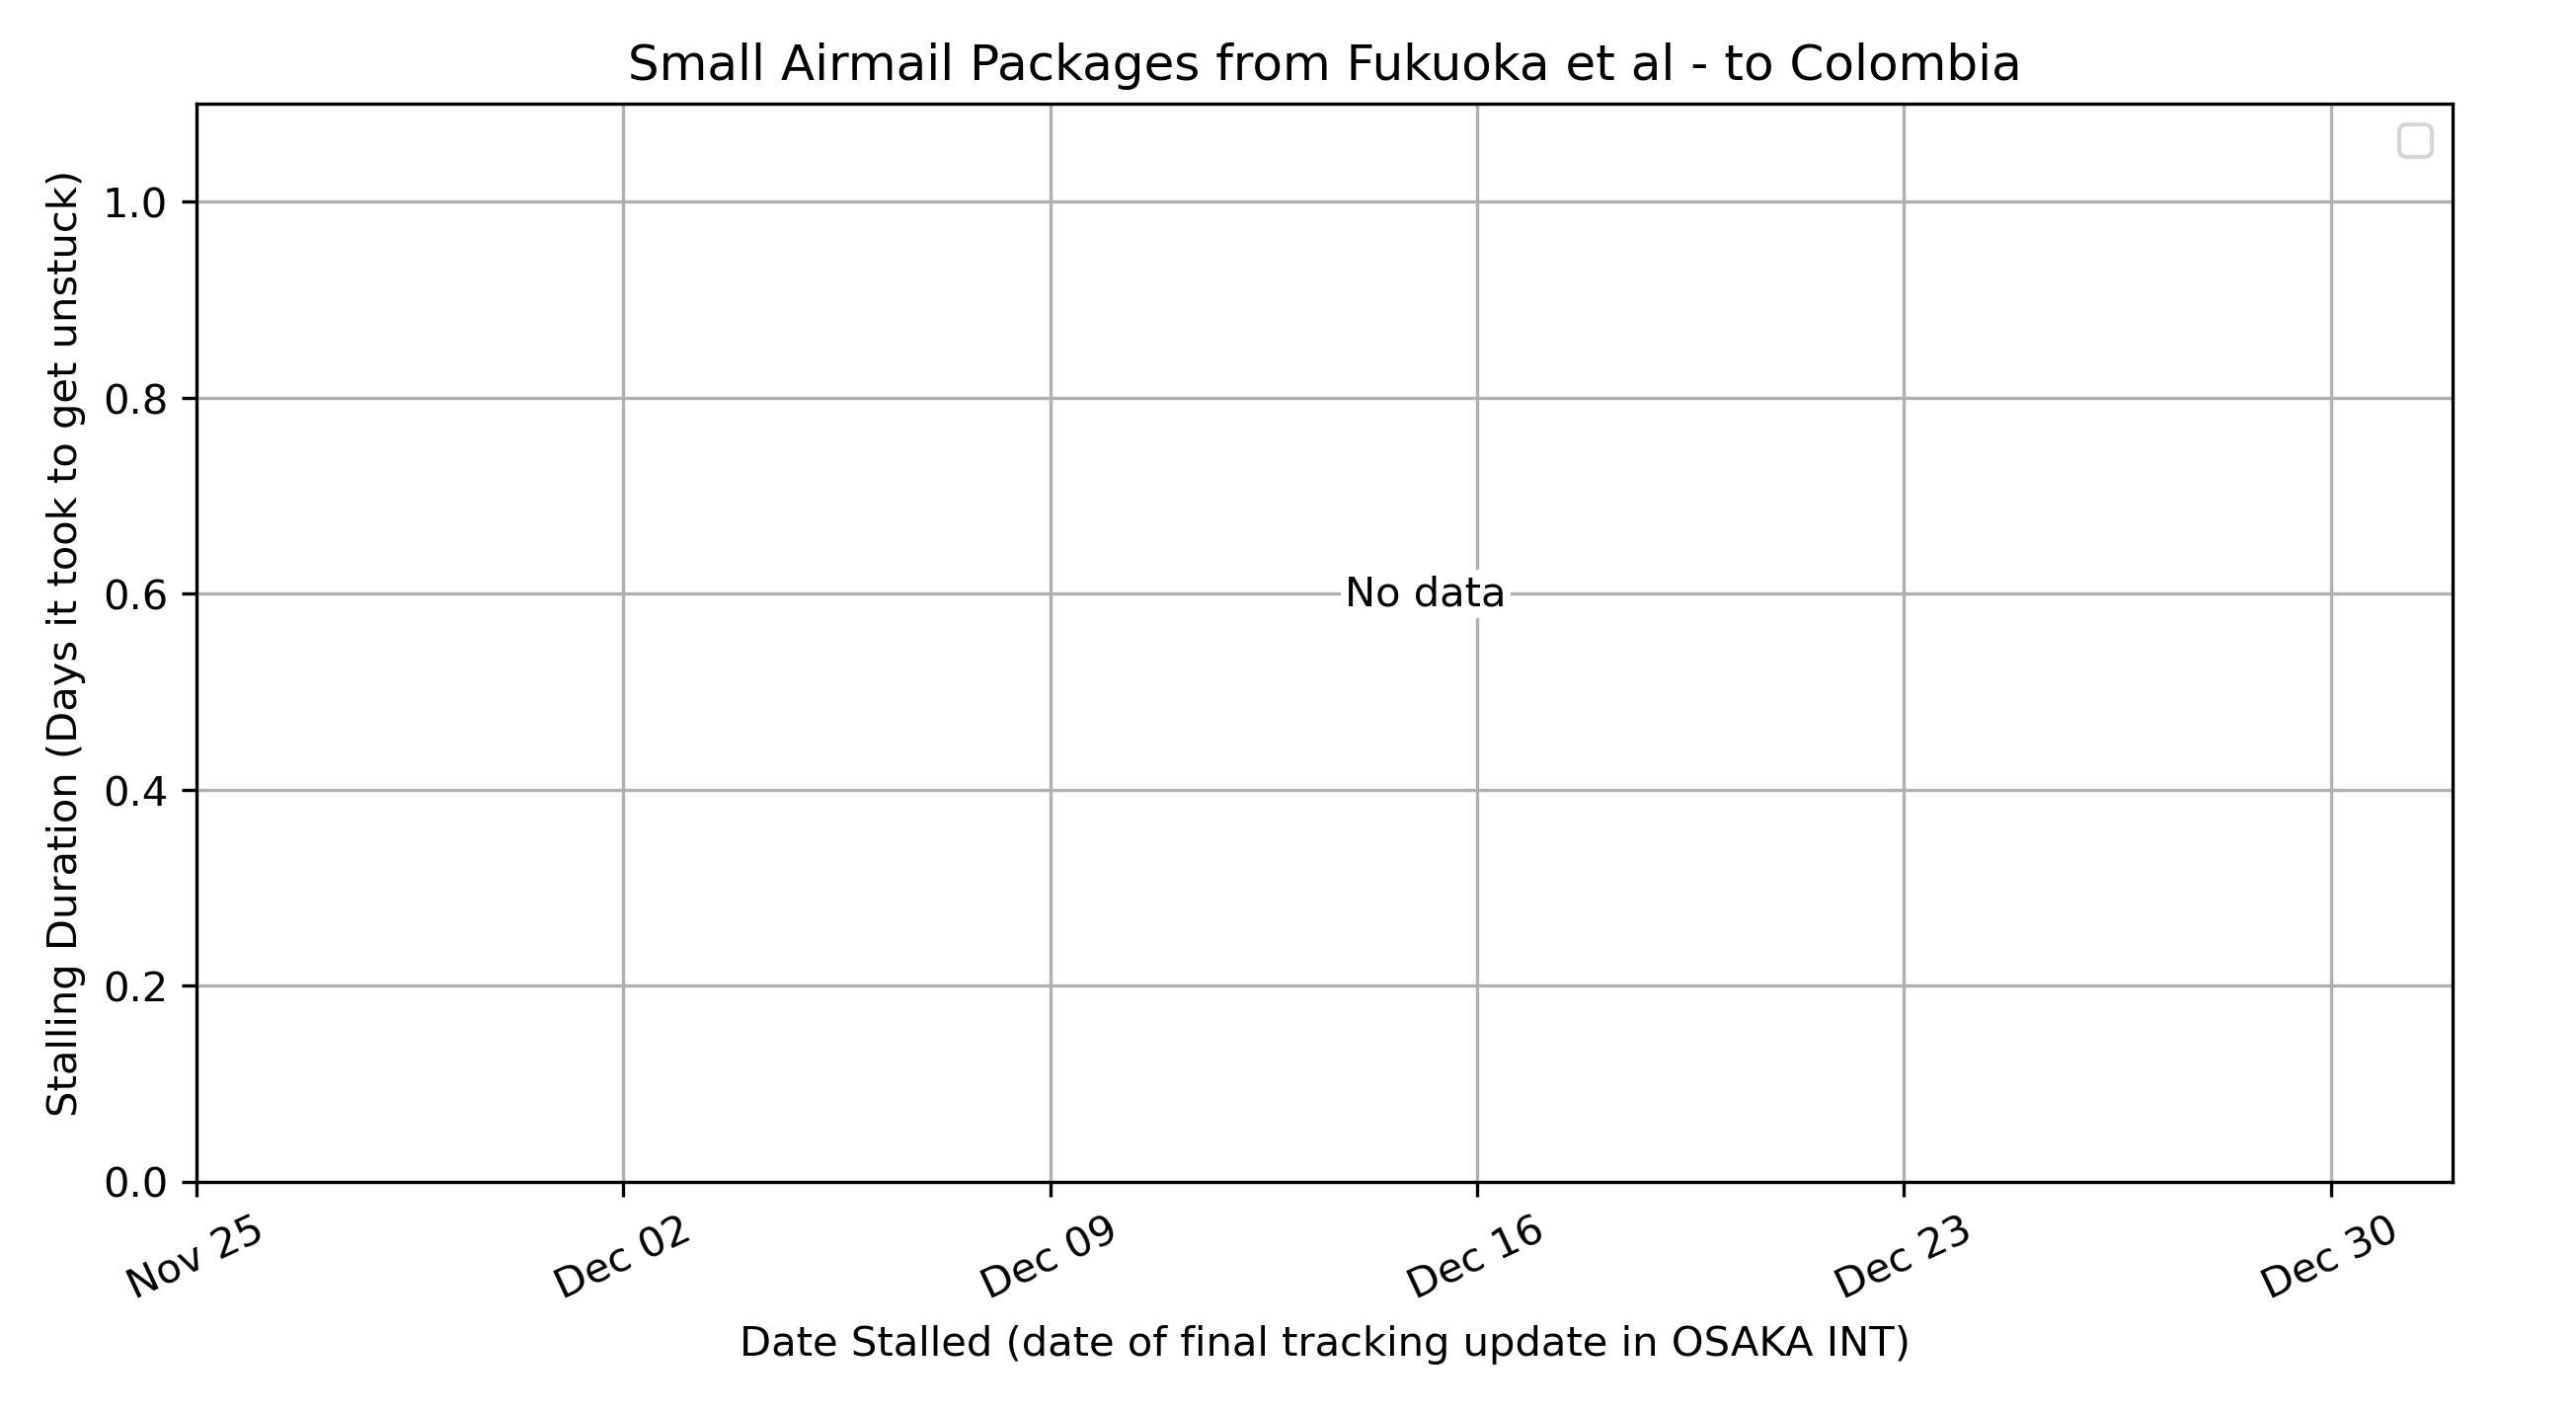 Small Airmail Packages from Fukuoka et al - to Colombia
Stalling Duration (Days it took to get unstuck)
1.0
0.8
0.6
0.4
0.2
0.0
No data
Nov 25
Dec 02
Dec 09
Dec 16
Dec 23
Dec 30
Date Stalled (date of final tracking update in OSAKA INT)